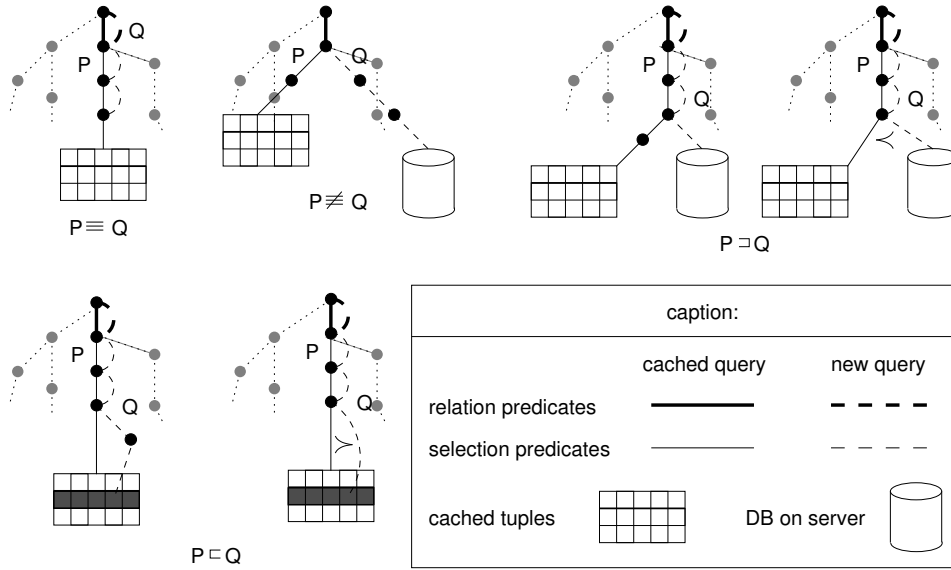 Q
P
P
Q
P
Q
P
Q
P ≡ Q
P ≢ Q
≺
P ⊐ Q
P
Q
P
Q
≻
P ⊏ Q
caption:
cached query new query
relation predicates
selection predicates
cached tuples DB on server